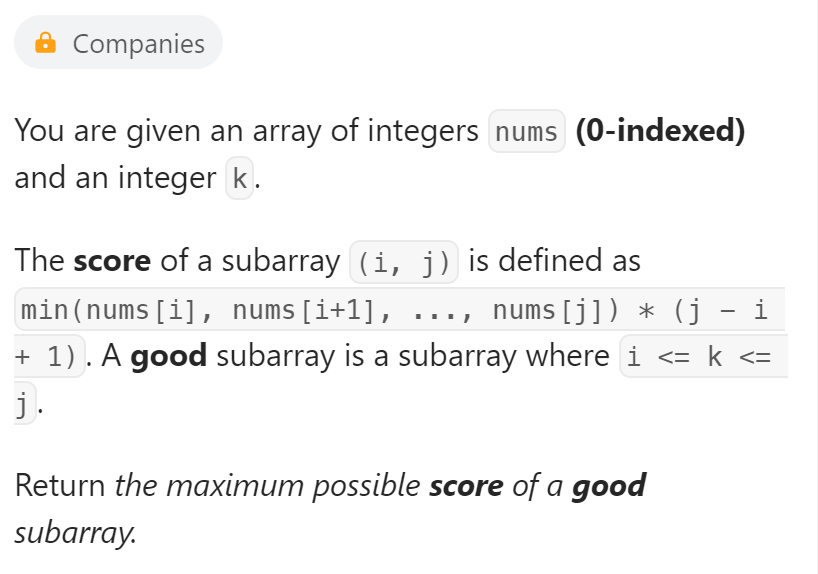 Companies
You are given an array of integers nums (0-indexed)
and an integer k.
The score of a subarray (i, j) is defined as
min(nums[i], nums[i+1], ..., nums[j]) * (j - i
+ 1). A good subarray is a subarray where i <= k <=
j.
Return the maximum possible score of a good
subarray.